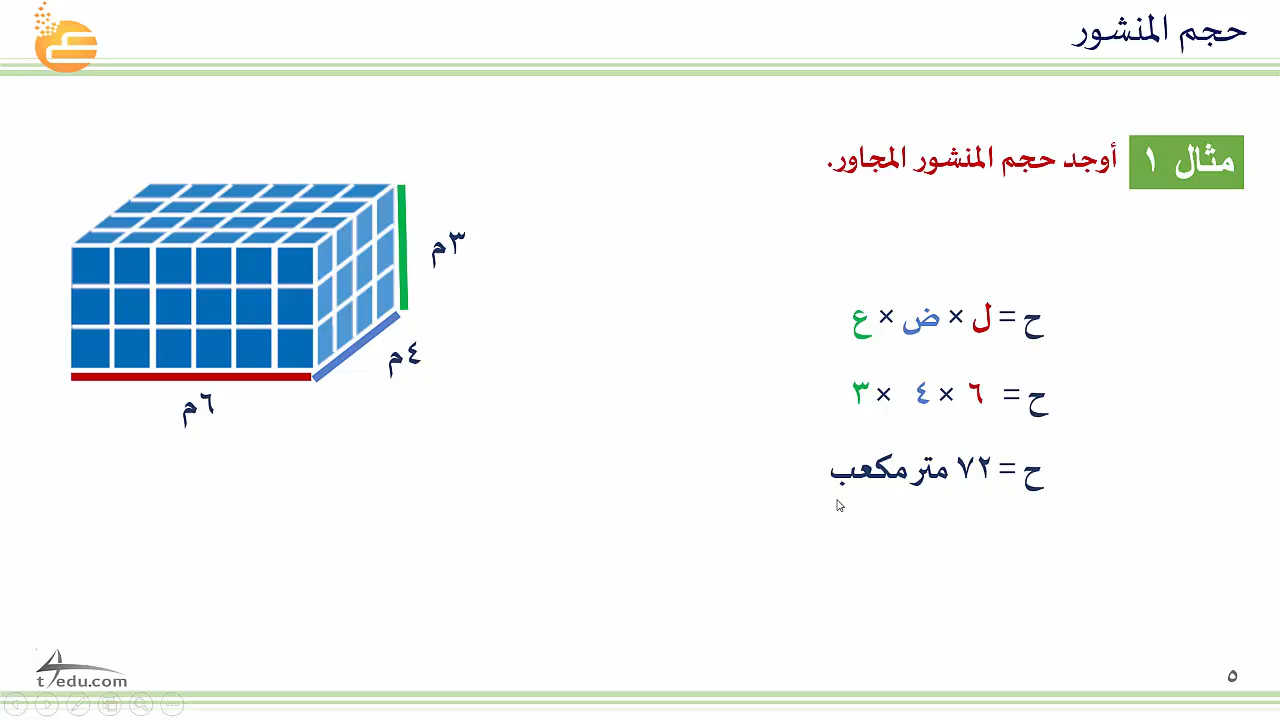 حجم المنشور
مثال ١
أوجد حجم المنشور المجاور.
٣م
٤م
٦م
ح = ل × ض × ع
ح = ٦ × ٤ × ٣
ح = ٧٢ متر مكعب
t4edu.com
٥